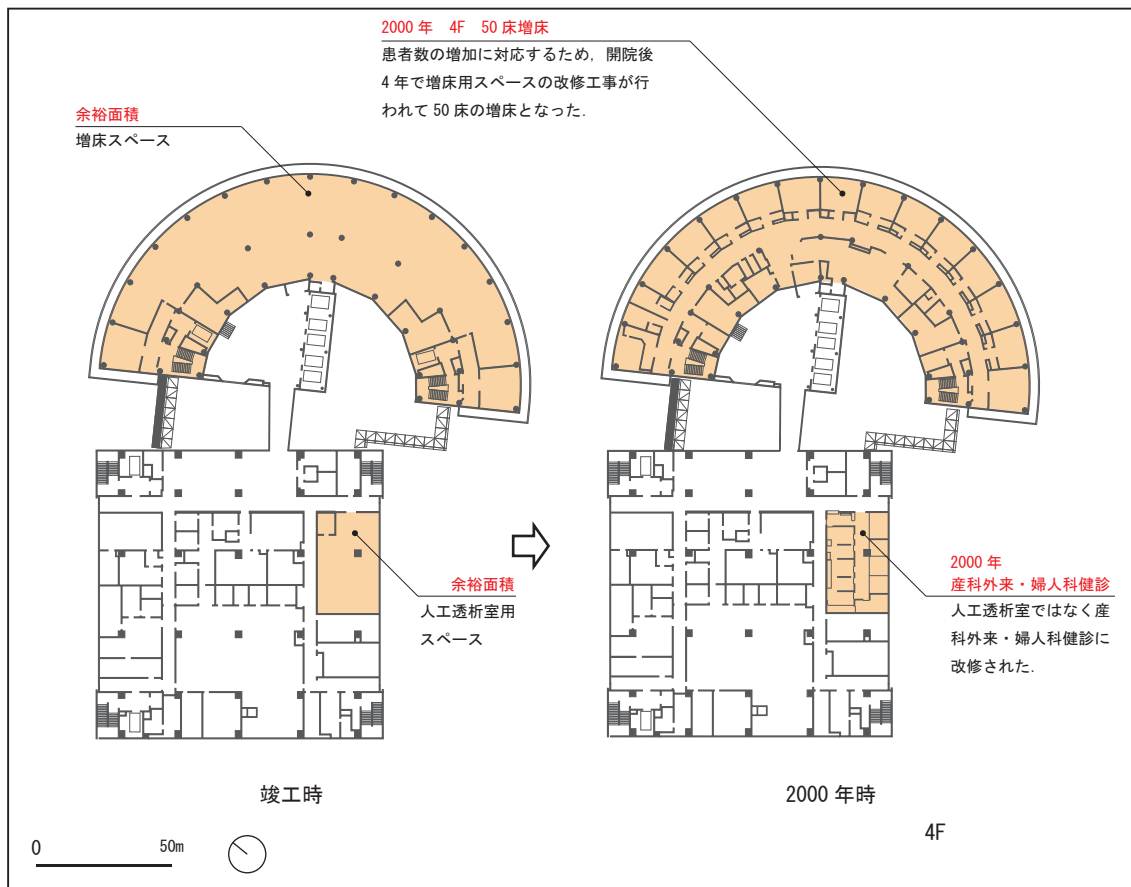 2000 年　4F　50 床増床
患者数の増加に対応するため，開院後
4 年で増床用スペースの改修工事が行
われて 50 床の増床となった．
余裕面積
増床スペース
余裕面積
人工透析室用
スペース
2000 年
産科外来・婦人科健診
人工透析室ではなく産
科外来・婦人科健診に
改修された．
竣工時
2000 年時
4F
0
50m